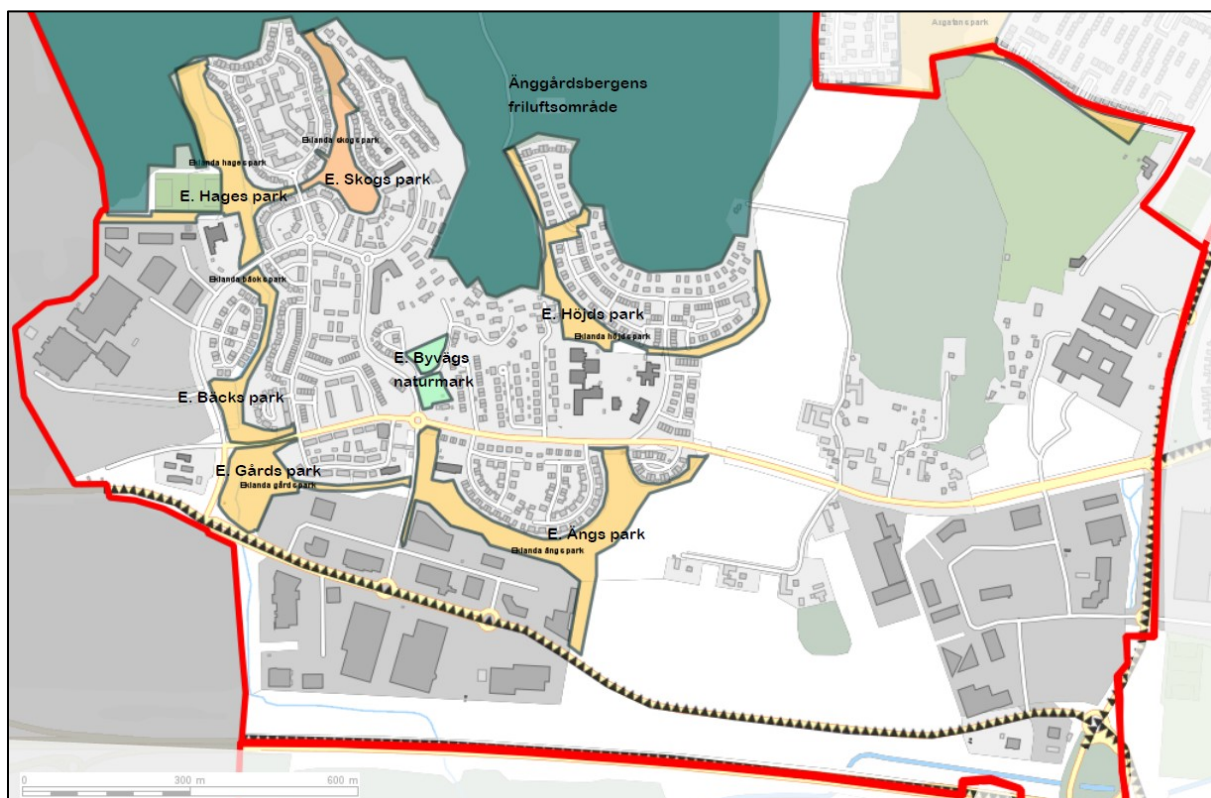 Asgatans park
Änggårdsbergens
friluftsområde
Eklanda skogs park
Eklanda hages park
E. Skogs park
E. Hages park
Eklanda bäcks park
E. Höjds park
Eklanda höjds park
E. Byvägs
naturmark
E. Bäcks park
E. Gårds park
Eklanda gårds park
E. Ängs park
Eklanda ängs park
0 300 m 600 m